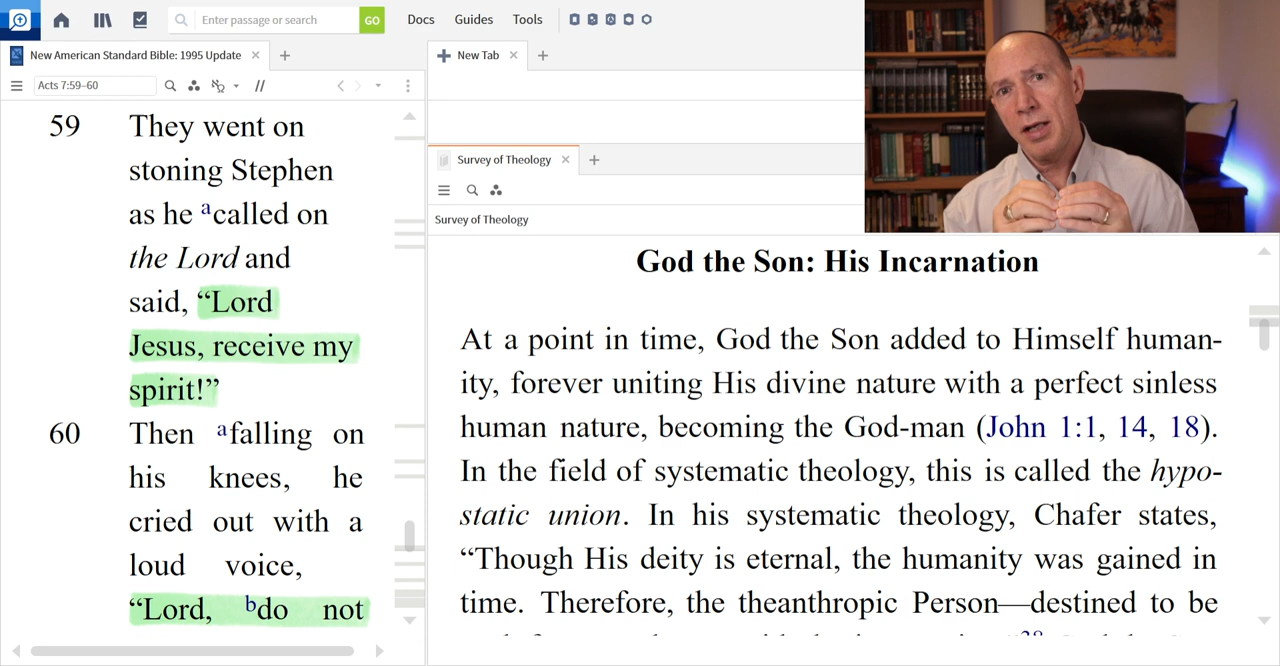 Enter passage or search
GO
Docs
Guides
Tools
New American Standard Bible: 1995 Update
New Tab
Acts 7:59–60
59 They went on
stoning Stephen
as he acalled on
the Lord and
said, “Lord
Jesus, receive my
spirit!”
60 Then afalling on
his knees, he
cried out with a
loud voice,
“Lord, bdo not
Survey of Theology
Survey of Theology
God the Son: His Incarnation
At a point in time, God the Son added to Himself human-
ity, forever uniting His divine nature with a perfect sinless
human nature, becoming the God-man (John 1:1, 14, 18).
In the field of systematic theology, this is called the hypo-
static union. In his systematic theology, Chafer states,
“Though His deity is eternal, the humanity was gained in
time. Therefore, the theanthropic Person—destined to be